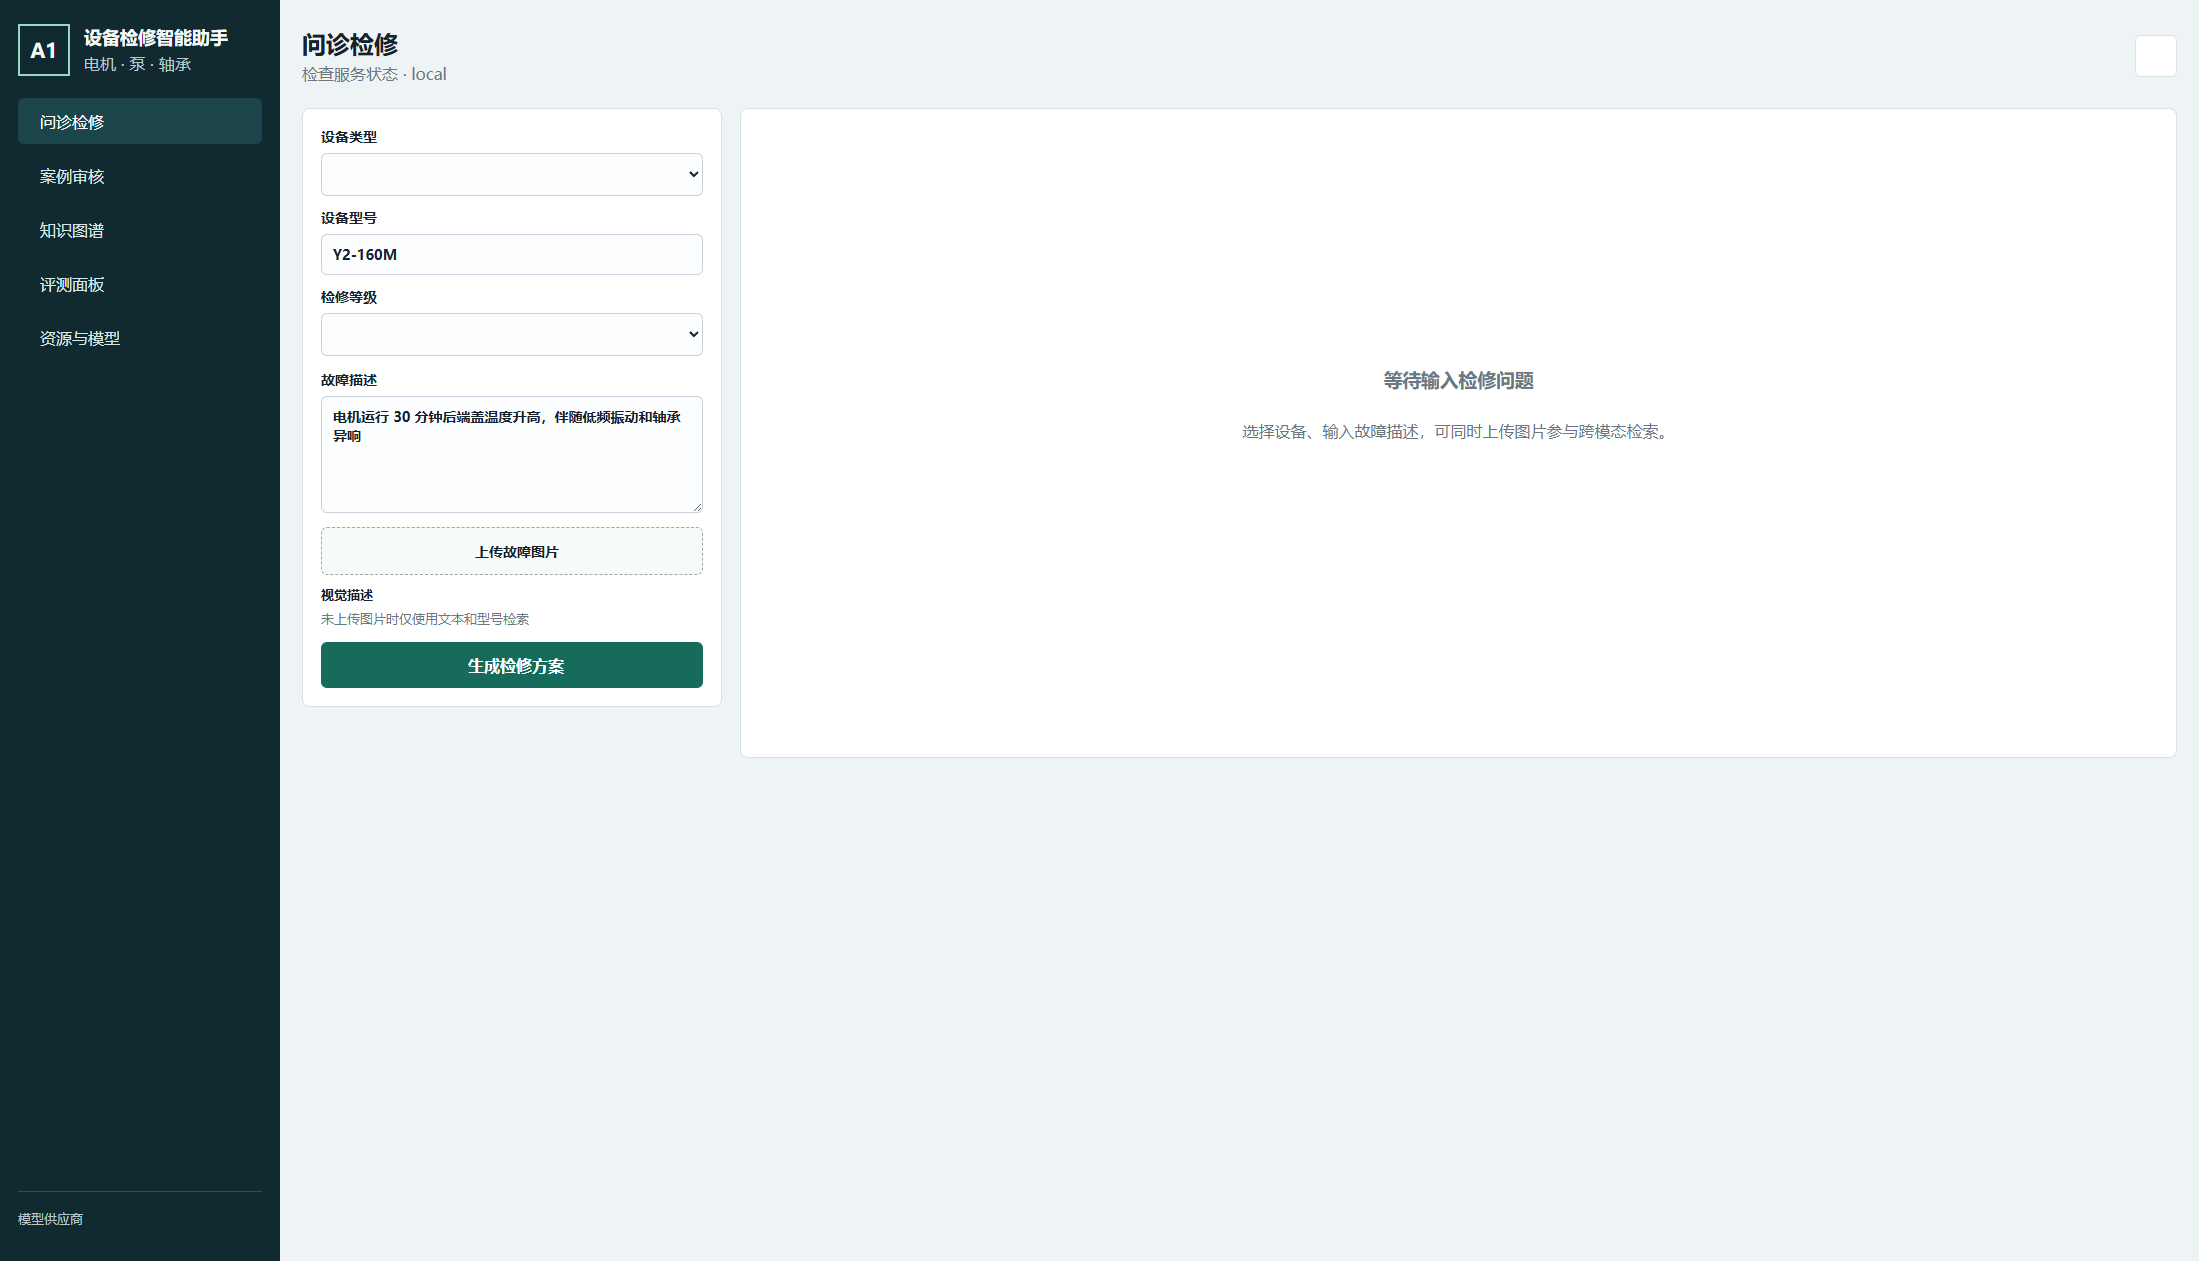 A1
设备检修智能助手
电机 · 泵 · 轴承
问诊检修
案例审核
知识图谱
评测面板
资源与模型
模型供应商
问诊检修
检查服务状态 · local
设备类型
设备型号
Y2-160M
检修等级
故障描述
电机运行 30 分钟后端盖温度升高，伴随低频振动和轴承
异响
上传故障图片
视觉描述
未上传图片时仅使用文本和型号检索
生成检修方案
等待输入检修问题
选择设备、输入故障描述，可同时上传图片参与跨模态检索。